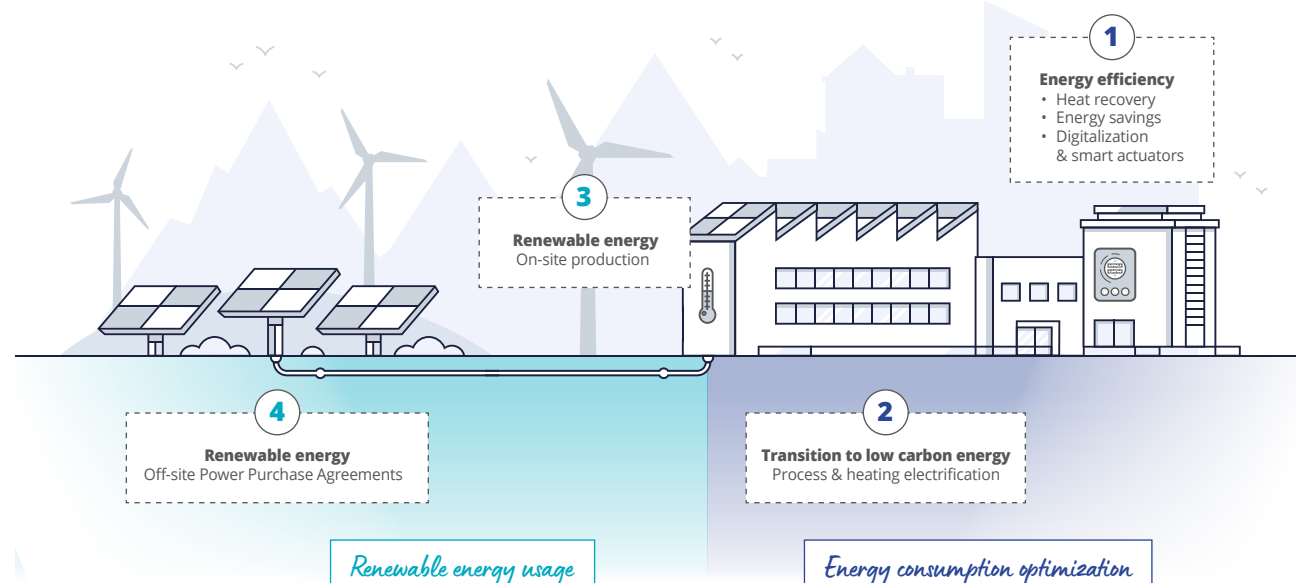 1
Energy efficiency
• Heat recovery
• Energy savings
• Digitalization
& smart actuators
3
Renewable energy
On-site production
4
Renewable energy
Off-site Power Purchase Agreements
2
Transition to low carbon energy
Process & heating electrification
Renewable energy usage
Energy consumption optimization